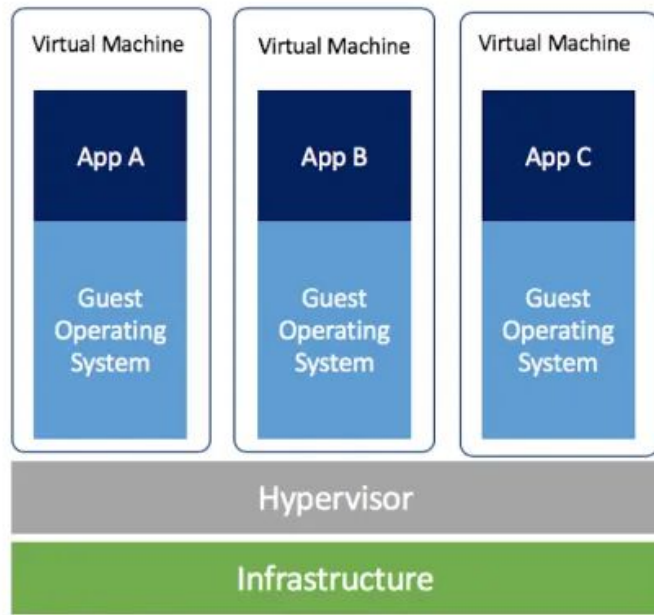 Virtual Machine
App A
Guest
Operating
System
Virtual Machine
App B
Guest
Operating
System
Virtual Machine
App C
Guest
Operating
System
Hypervisor
Infrastructure